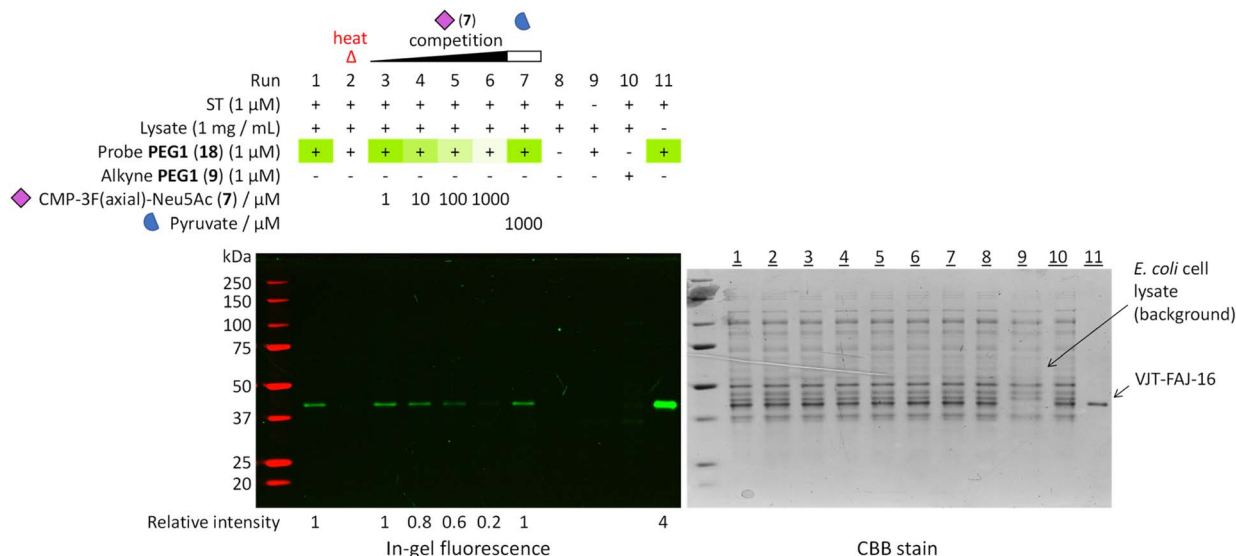 (7)
heat competition
Δ
Run 1 2 3 4 5 6 7 8 9 10 11
ST (1 μM) + + + + + + + + - + +
Lysate (1 mg / mL) + + + + + + + + + + -
Probe PEG1 (18) (1 μM) + + + + + + + - + - +
Alkyne PEG1 (9) (1 μM) - - - - - - - - - + -
CMP-3F(axial)-Neu5Ac (7) / μM 1 10 100 1000
Pyruvate / μM 1000
kDa
250
150
100
75
50
37
25
20
1 2 3 4 5 6 7 8 9 10 11
E. coli cell
lysate
(background)
VJT-FAJ-16
Relative intensity 1 1 0.8 0.6 0.2 1 4
In-gel fluorescence CBB stain